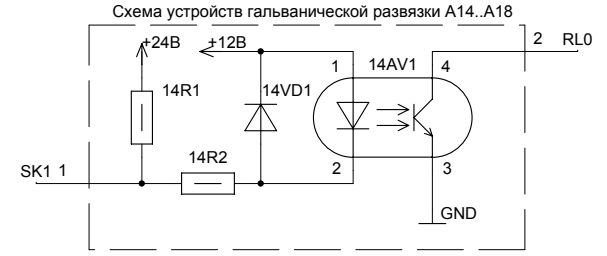 Схема устройств гальванической развязки А14..А18
+24В
+12В
2 RL0
1 14AV1 4
14R1
14VD1
14R2
SK1 1
2 3
GND